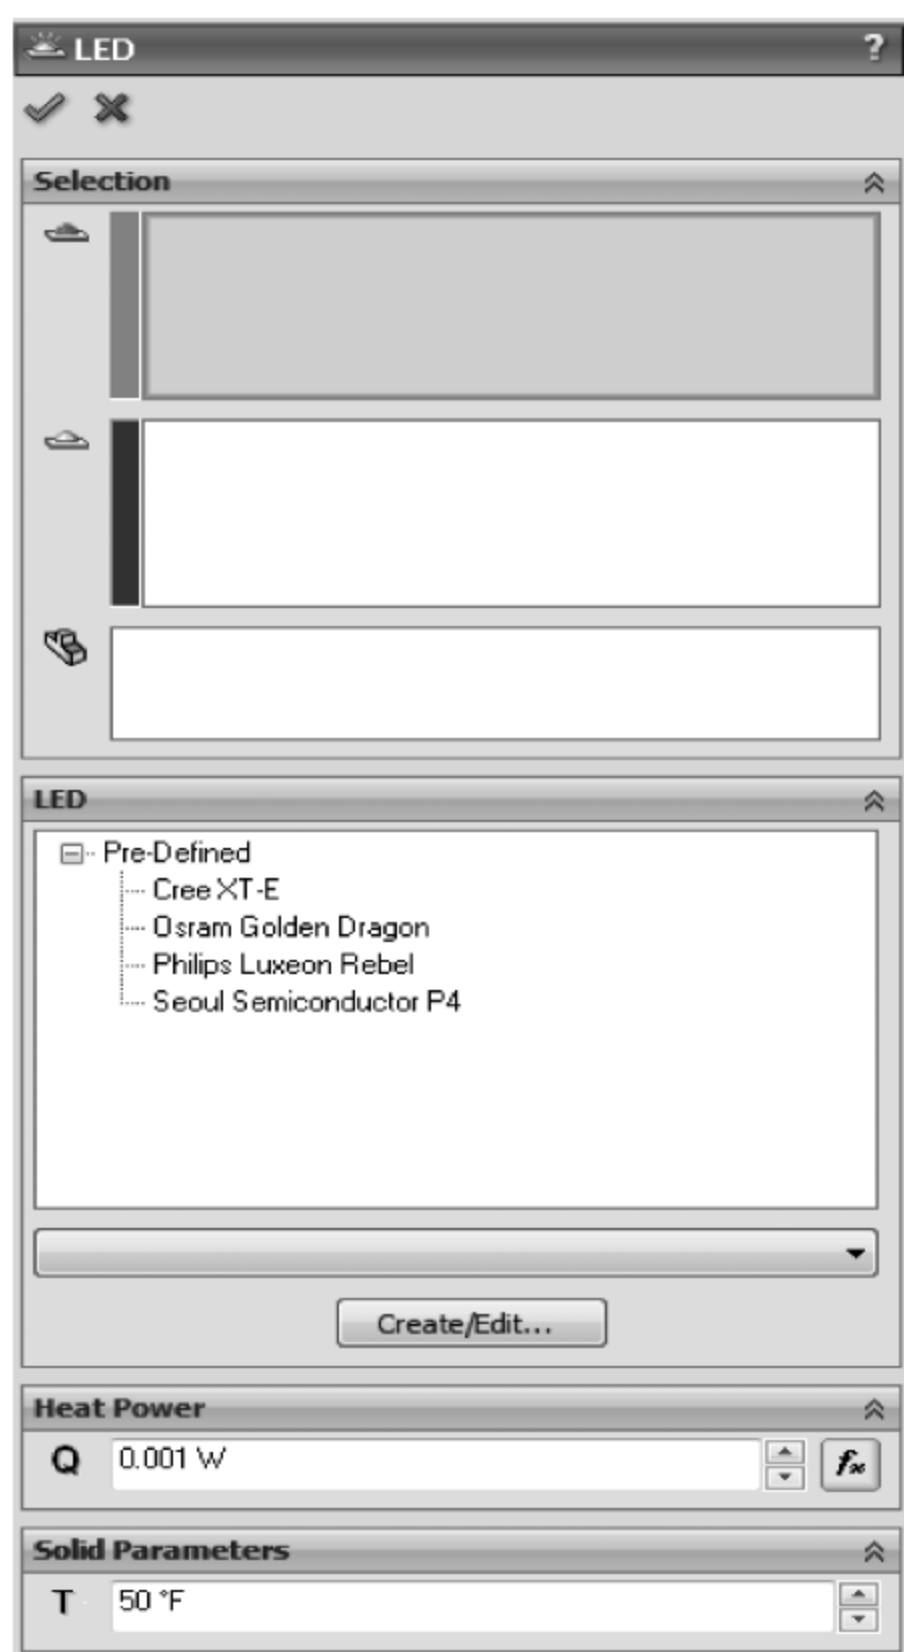 LED ?
Selection
LED
Pre-Defined
Cree XT-E
Osram Golden Dragon
Philips Luxeon Rebel
Seoul Semiconductor P4
Create/Edit...
Heat Power
Q 0.001 W fx
Solid Parameters
T 50 °F